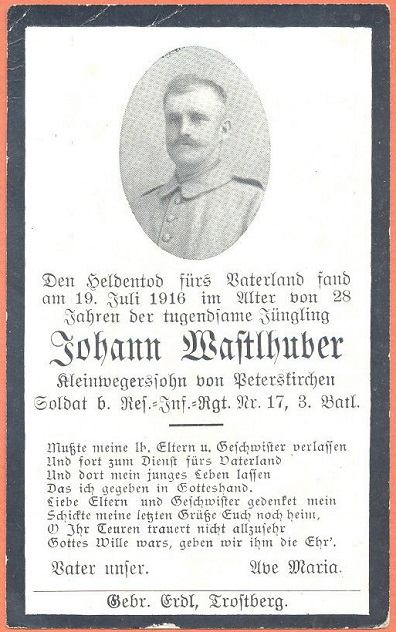 Den Heldentod fürs Vaterland fand
am 19. Juli 1916 im Alter von 28
Jahren der tugendsame Jüngling
Johann Wastlhuber
Kleinwegerssohn von Peterskirchen
Soldat b. Res.-Inf.-Rgt. Nr. 17, 3. Batl.
Mußte meine lb. Eltern u. Geschwister verlassen
Und fort zum Dienst fürs Vaterland
Und dort mein junges Leben lassen
Das ich gegeben in Gotteshand.
Liebe Eltern und Geschwister gedenket mein
Schickte meine letzten Grüße Euch noch heim,
O Ihr Teuren trauert nicht allzusehr
Gottes Wille wars, geben wir ihm die Ehr'.
Vater unser. Ave Maria.
Gebr. Erdl, Trostberg.